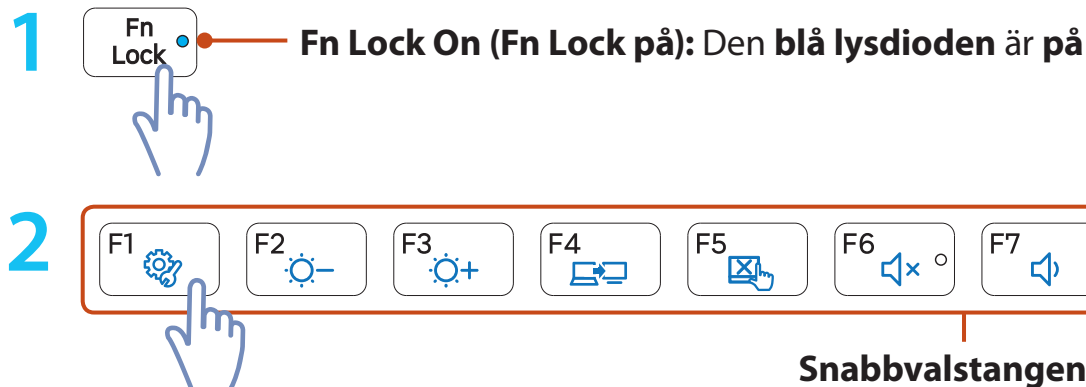 1
Fn
Lock
Fn Lock On (Fn Lock på): Den blå lysdioden är på
2
F1 F2 F3 F4 F5 F6 F7
Snabbvalstangen